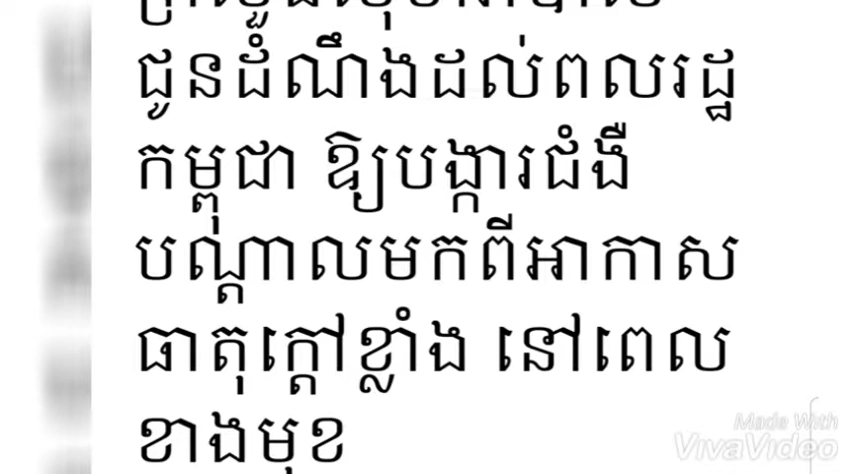 ជូនដំណឹងដល់ពលរដ្ឋ
កម្ពុជា ឱ្យបង្ការជំងឺ
បណ្តាលមកពីអាកាស
ធាតុក្តៅខ្លាំង នៅពេល
ខាងមុខ
Made With
VivaVideo